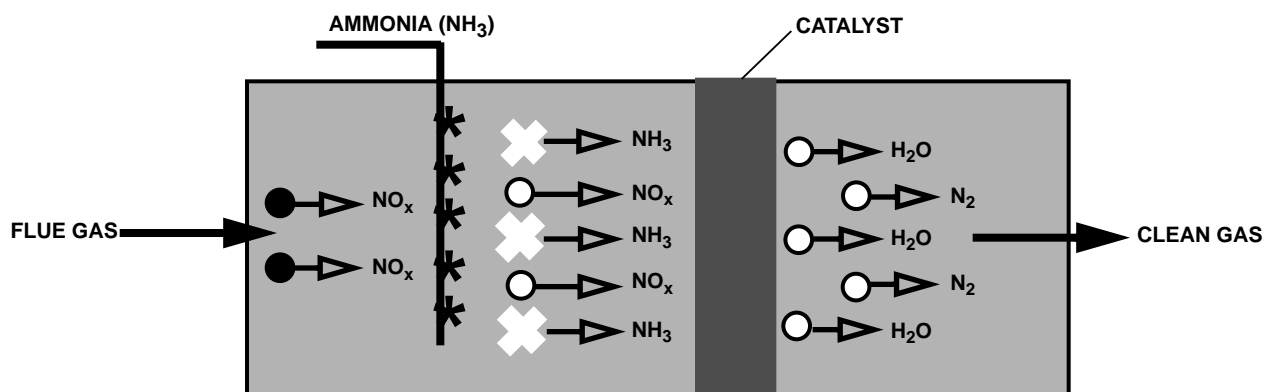 AMMONIA (NH₃)
CATALYST
FLUE GAS
NOₓ
NOₓ
NH₃
NOₓ
NH₃
NOₓ
NH₃
H₂O
N₂
H₂O
N₂
H₂O
CLEAN GAS